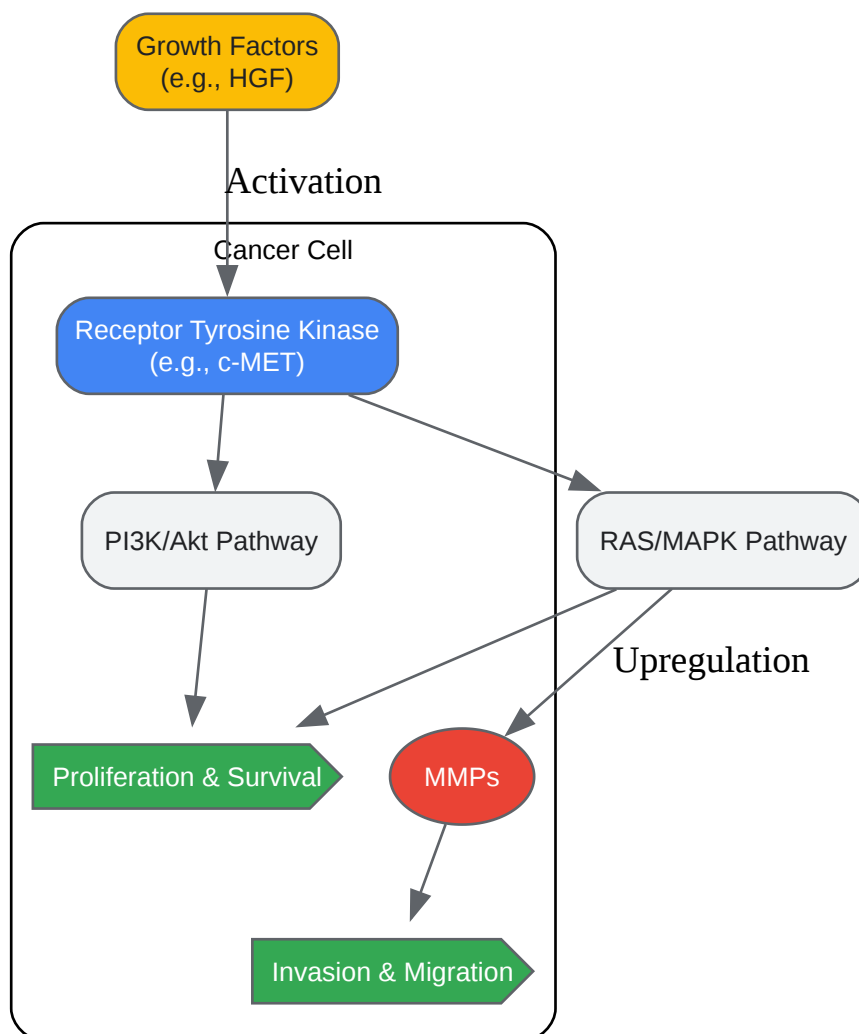 Growth Factors
(e.g., HGF)
Activation
Cancer Cell
Receptor Tyrosine Kinase
(e.g., c-MET)
PI3K/Akt Pathway
RAS/MAPK Pathway
Upregulation
Proliferation & Survival
MMPs
Invasion & Migration